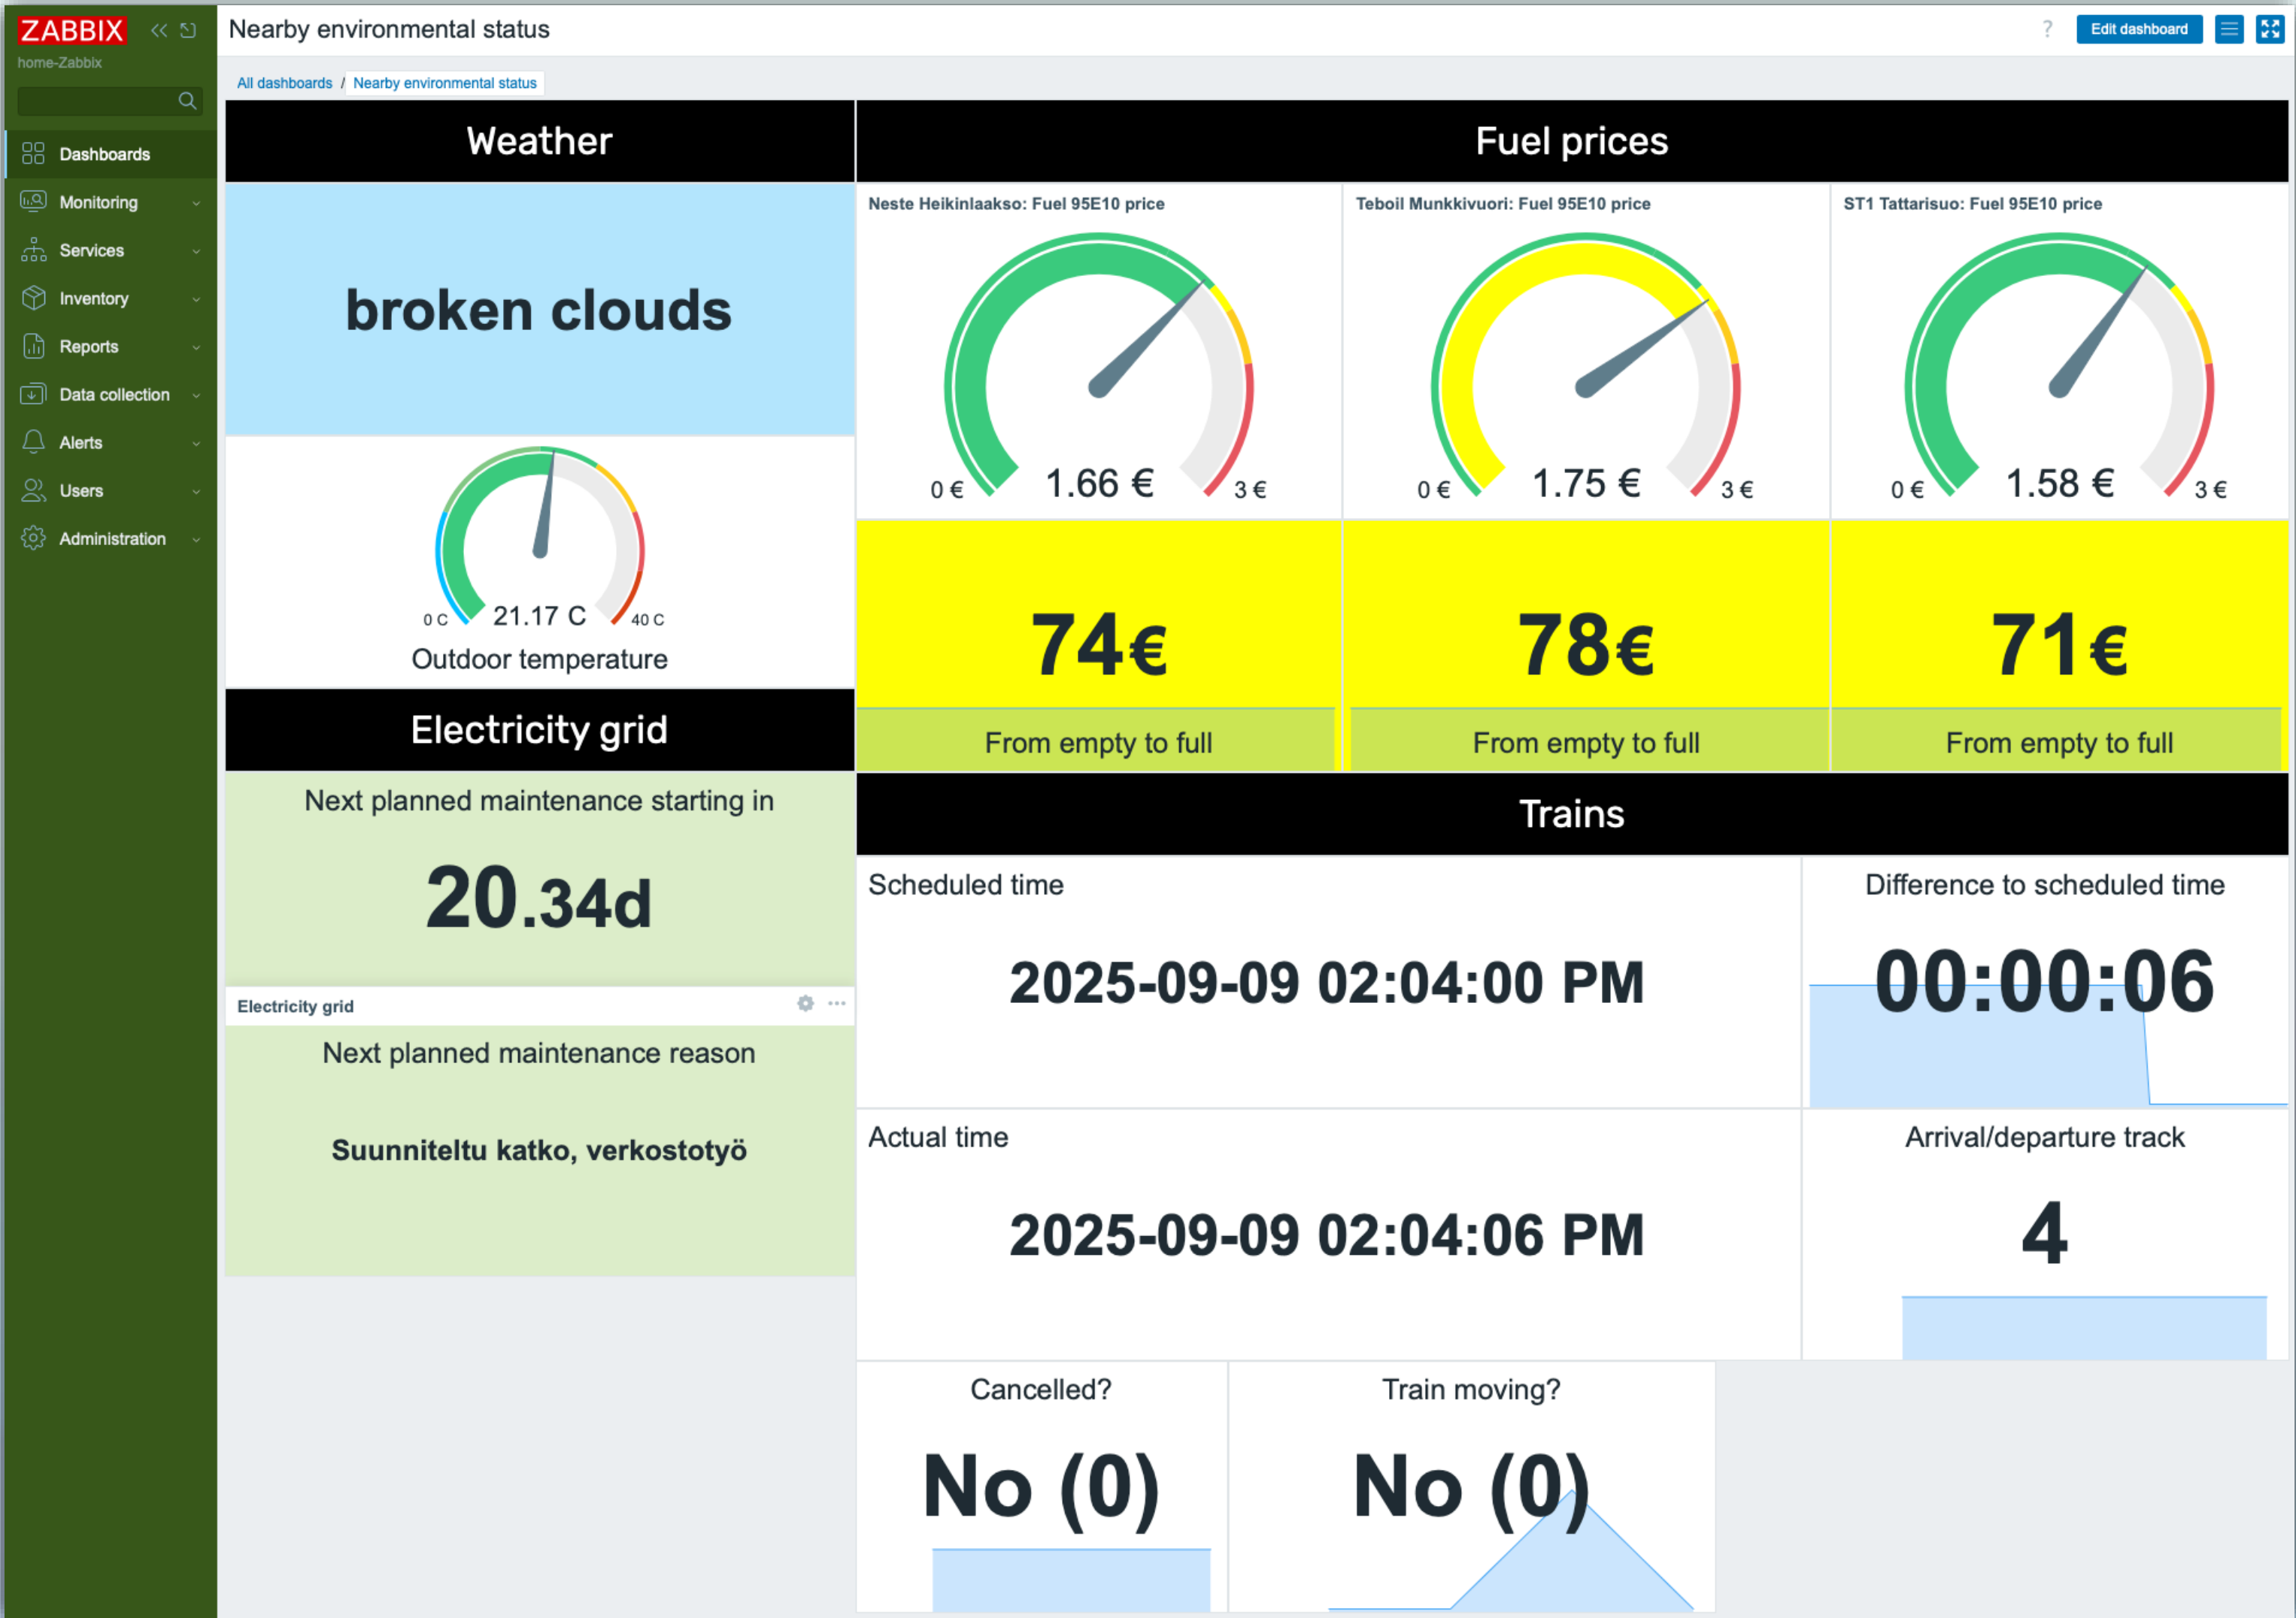 ZABBIX
home-Zabbix
Dashboards
Monitoring
Services
Inventory
Reports
Data collection
Alerts
Users
Administration
Nearby environmental status
?
Edit dashboard
All dashboards / Nearby environmental status
Weather
broken clouds
0 C
21.17 C
40 C
Outdoor temperature
Electricity grid
Next planned maintenance starting in
20.34d
Electricity grid
Next planned maintenance reason
Suunniteltu katko, verkostotyö
Fuel prices
Neste Heikinlaakso: Fuel 95E10 price
0 €
1.66 €
3 €
Teboil Munkkivuori: Fuel 95E10 price
0 €
1.75 €
3 €
ST1 Tattarisuo: Fuel 95E10 price
0 €
1.58 €
3 €
74€
From empty to full
78€
From empty to full
71€
From empty to full
Trains
Scheduled time
2025-09-09 02:04:00 PM
Difference to scheduled time
00:00:06
Actual time
2025-09-09 02:04:06 PM
Arrival/departure track
4
Cancelled?
No (0)
Train moving?
No (0)